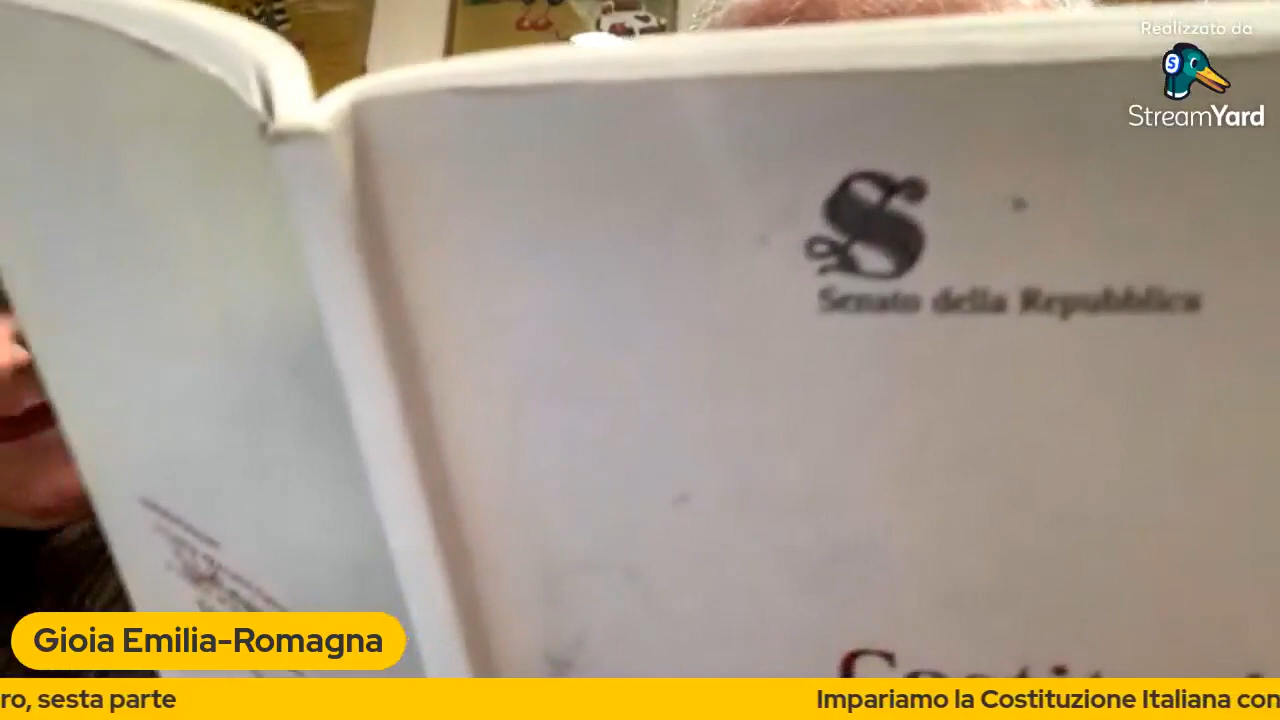 Realizzato da
StreamYard
S
Senato della Repubblica
Gioia Emilia-Romagna
ro, sesta parte
Impariamo la Costituzione Italiana con